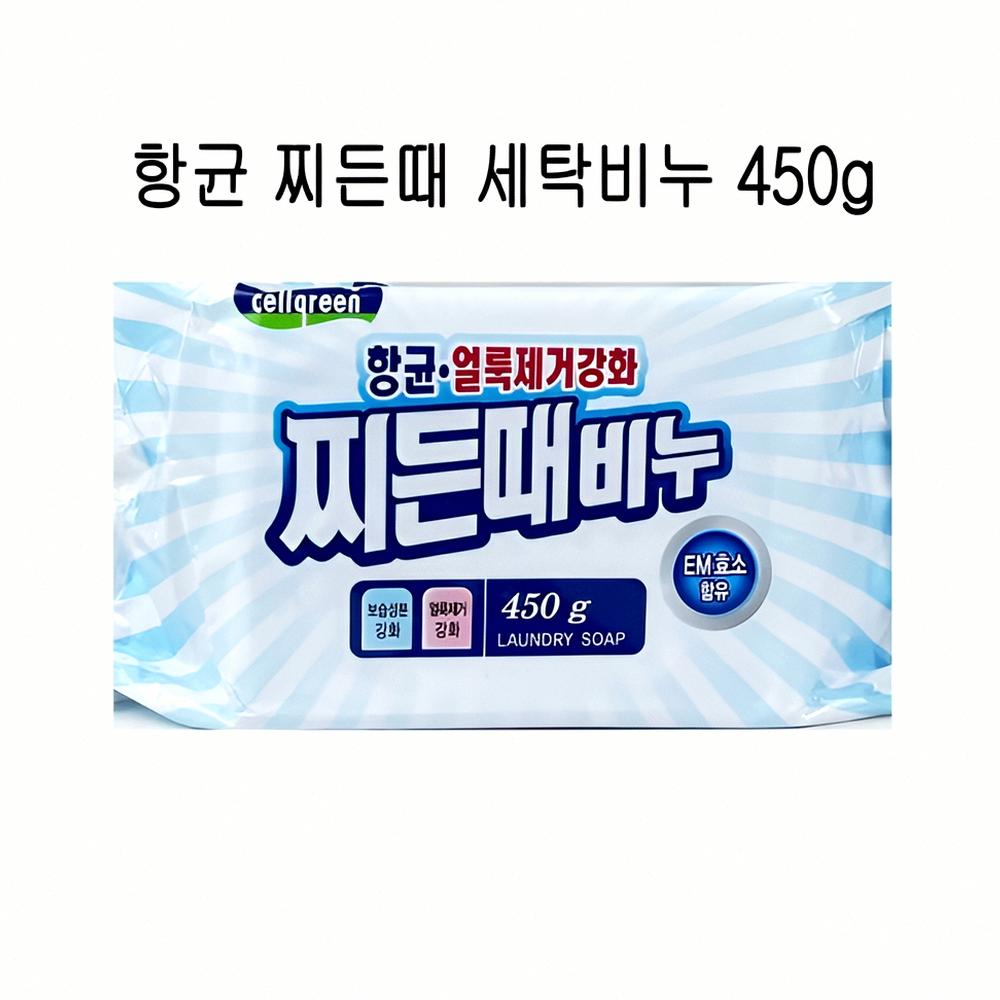 항균 찌든때 세탁비누 450g
cellgreen
항균·얼룩제거강화
찌든때비누
EM효소
함유
보습성분
강화
얼룩제거
강화
450 g
LAUNDRY SOAP